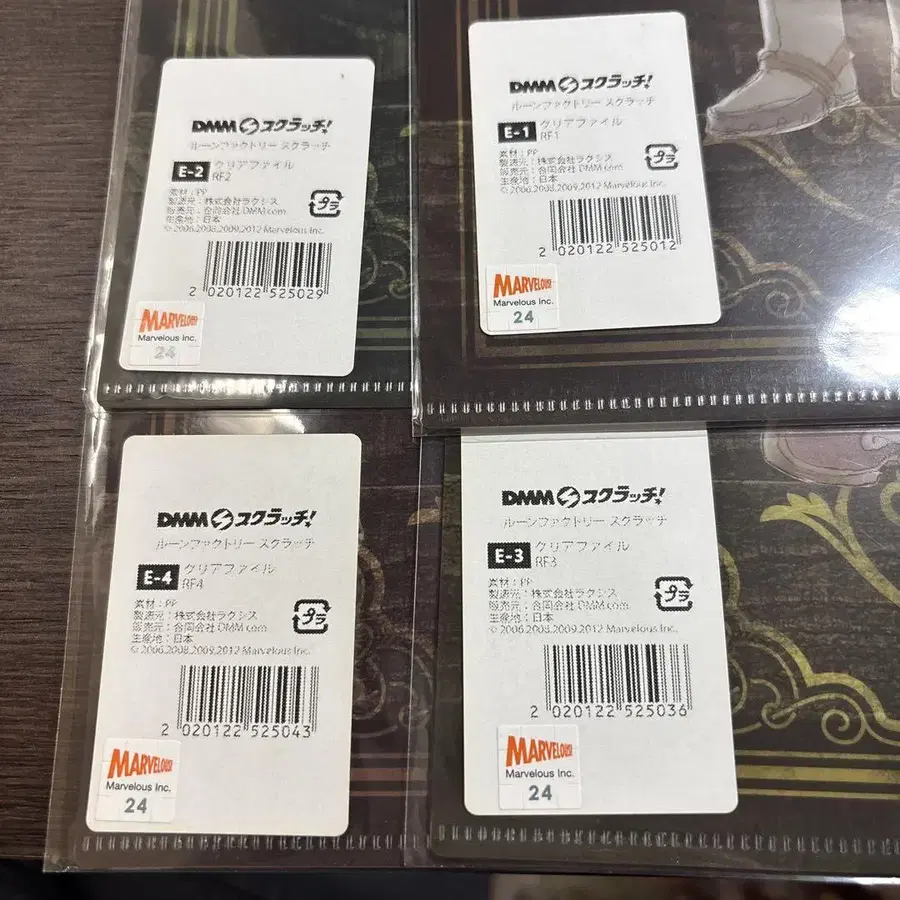 DMM スクラッチ!
ルーンファクトリー スクラッチ
E-2 クリアファイル
RF2
素材:PP
製造元:株式会社ラクシス
販売元:合同会社DMM.com
生産地:日本
プラ
© 2006,2008,2009,2012 Marvelous Inc.
2 020122 525029
MARVELOUS!
Marvelous Inc.
24
DMM スクラッチ!
ルーンファクトリー スクラッチ
E-1 クリアファイル
RF1
素材:PP
製造元:株式会社ラクシス
販売元:合同会社DMM.com
生産地:日本
プラ
© 2006,2008,2009,2012 Marvelous Inc.
2 020122 525012
MARVELOUS!
Marvelous Inc.
24
DMM スクラッチ!
ルーンファクトリー スクラッチ
E-4 クリアファイル
RF4
素材:PP
製造元:株式会社ラクシス
販売元:合同会社DMM.com
生産地:日本
プラ
© 2006,2008,2009,2012 Marvelous Inc.
2 020122 525043
MARVELOUS!
Marvelous Inc.
24
DMM スクラッチ!
ルーンファクトリー スクラッチ
E-3 クリアファイル
RF3
素材:PP
製造元:株式会社ラクシス
販売元:合同会社DMM.com
生産地:日本
プラ
© 2006,2008,2009,2012 Marvelous Inc.
2 020122 525036
MARVELOUS!
Marvelous Inc.
24